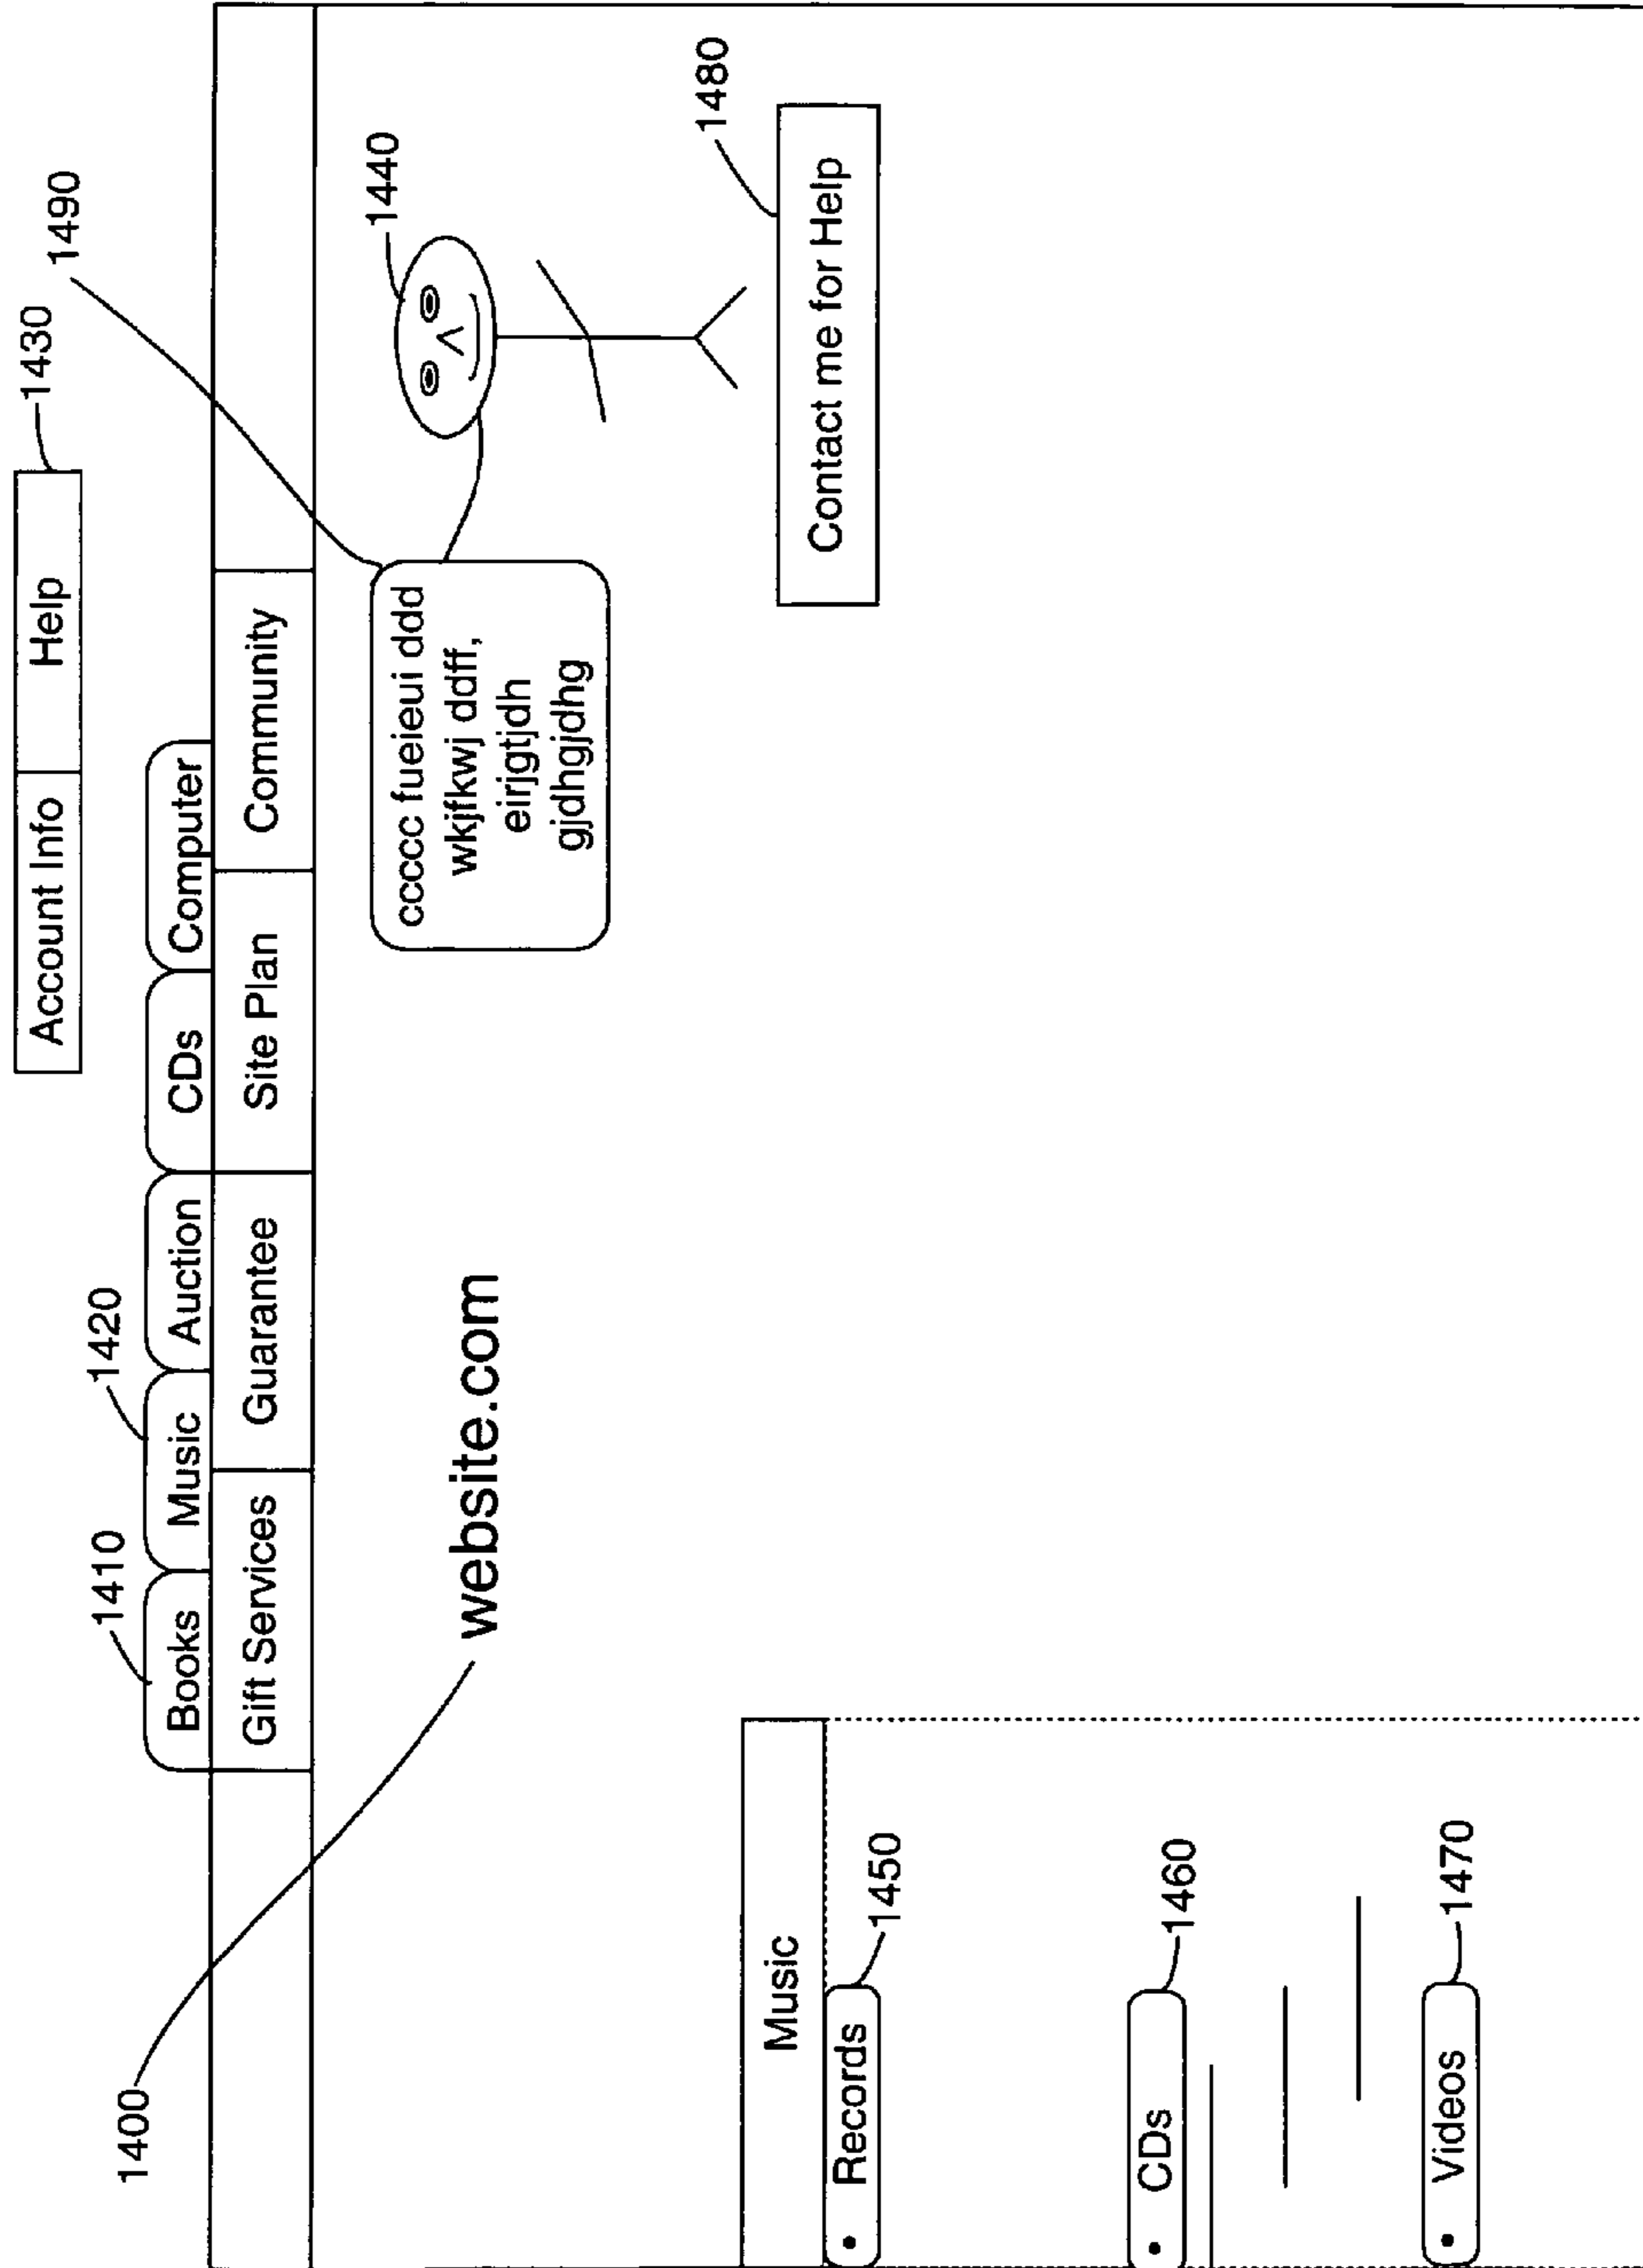 Account Info Help 1430
1490
1410 1420
Books Music Auction CDs Computer
1400
Gift Services Guarantee Site Plan Community
1440
ccccc fueieui ddd
wkjfkwj ddff,
eirjgtjdh
gjdhgjdhg
website.com
1480
Contact me for Help
Music
• Records
1450
• CDs
1460
• Videos
1470